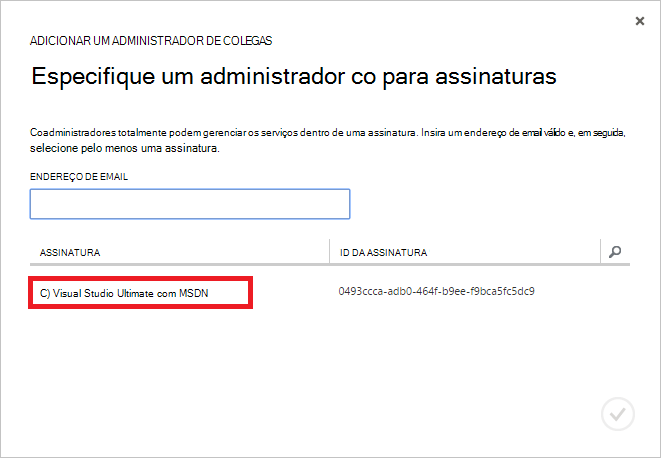 ADICIONAR UM ADMINISTRADOR DE COLEGAS
Especifique um administrador co para assinaturas
Coadministradores totalmente podem gerenciar os serviços dentro de uma assinatura. Insira um endereço de email válido e, em seguida,
selecione pelo menos uma assinatura.
ENDEREÇO DE EMAIL
ASSINATURA ID DA ASSINATURA
C) Visual Studio Ultimate com MSDN 0493ccca-adb0-464f-b9ee-f9bca5fc5dc9